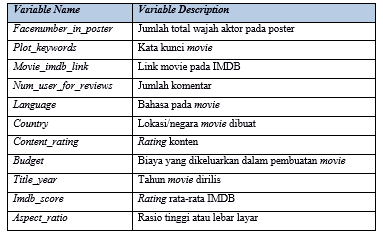 Variable Name Variable Description
Facenumber_in_poster Jumlah total wajah aktor pada poster
Plot_keywords Kata kunci movie
Movie_imdb_link Link movie pada IMDB
Num_user_for_reviews Jumlah komentar
Language Bahasa pada movie
Country Lokasi/negara movie dibuat
Content_rating Rating konten
Budget Biaya yang dikeluarkan dalam pembuatan movie
Title_year Tahun movie dirilis
Imdb_score Rating rata-rata IMDB
Aspect_ratio Rasio tinggi atau lebar layar